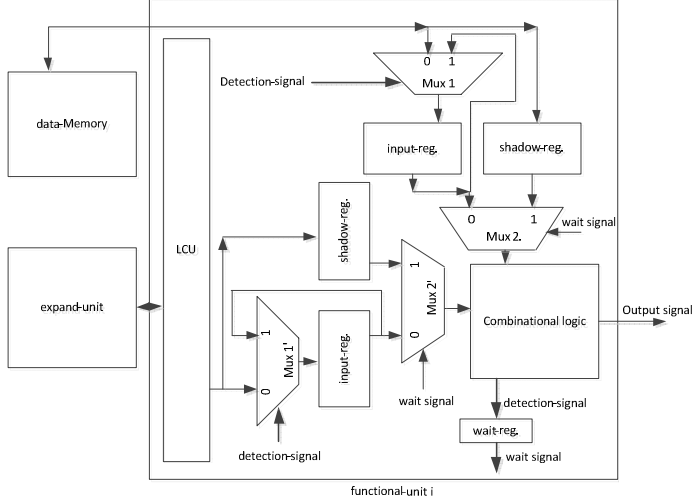 0 1
Mux 1
Detection-signal
data-Memory
input-reg.
shadow-reg.
0 1
Mux 2.
wait signal
shadow-reg.
LCU
1
Mux 2'
0
expand-unit
Combinational logic
Output signal
1
Mux 1'
0
input-reg.
wait signal
detection-signal
wait-reg.
detection-signal
wait signal
functional-unit i